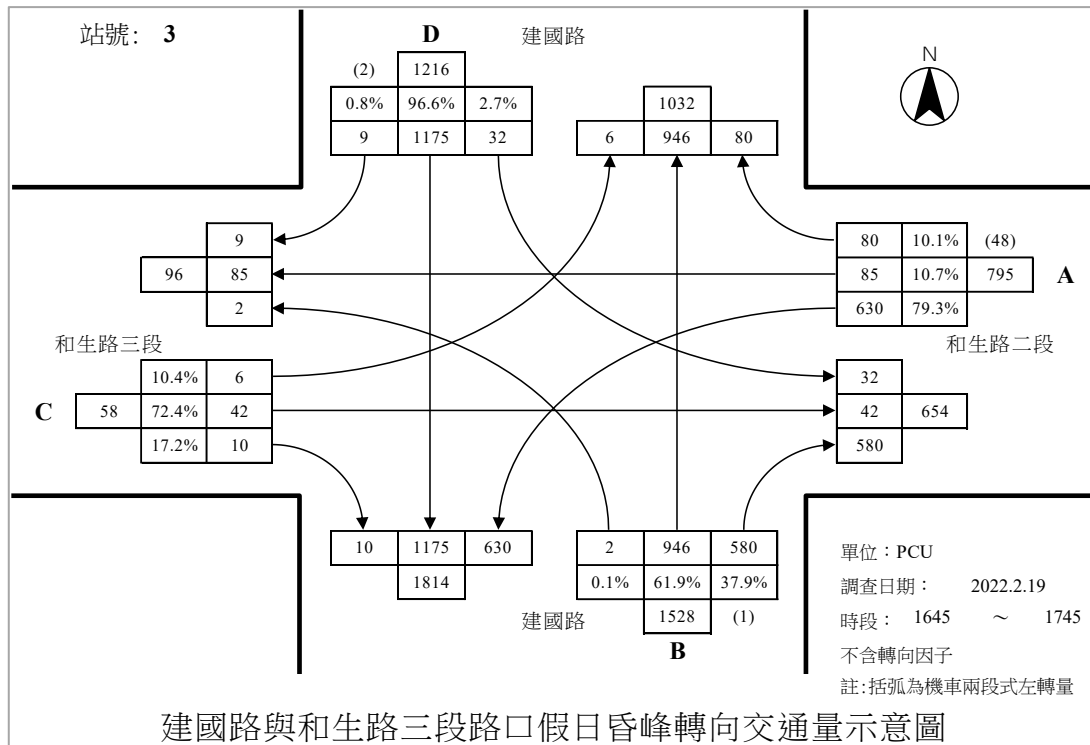 站號: 3
D
建國路
N
(2) 1216
0.8% 96.6% 2.7%
9 1175 32
1032
6 946 80
9
96 85
2
80 10.1% (48)
85 10.7% 795
630 79.3%
A
和生路三段
和生路二段
10.4% 6
C 58 72.4% 42
17.2% 10
32
42 654
580
10 1175 630
1814
建國路
2 946 580
0.1% 61.9% 37.9%
1528 (1)
B
單位：PCU
調查日期： 2022.2.19
時段： 1645 ～ 1745
不含轉向因子
註:括弧為機車兩段式左轉量
建國路與和生路三段路口假日昏峰轉向交通量示意圖